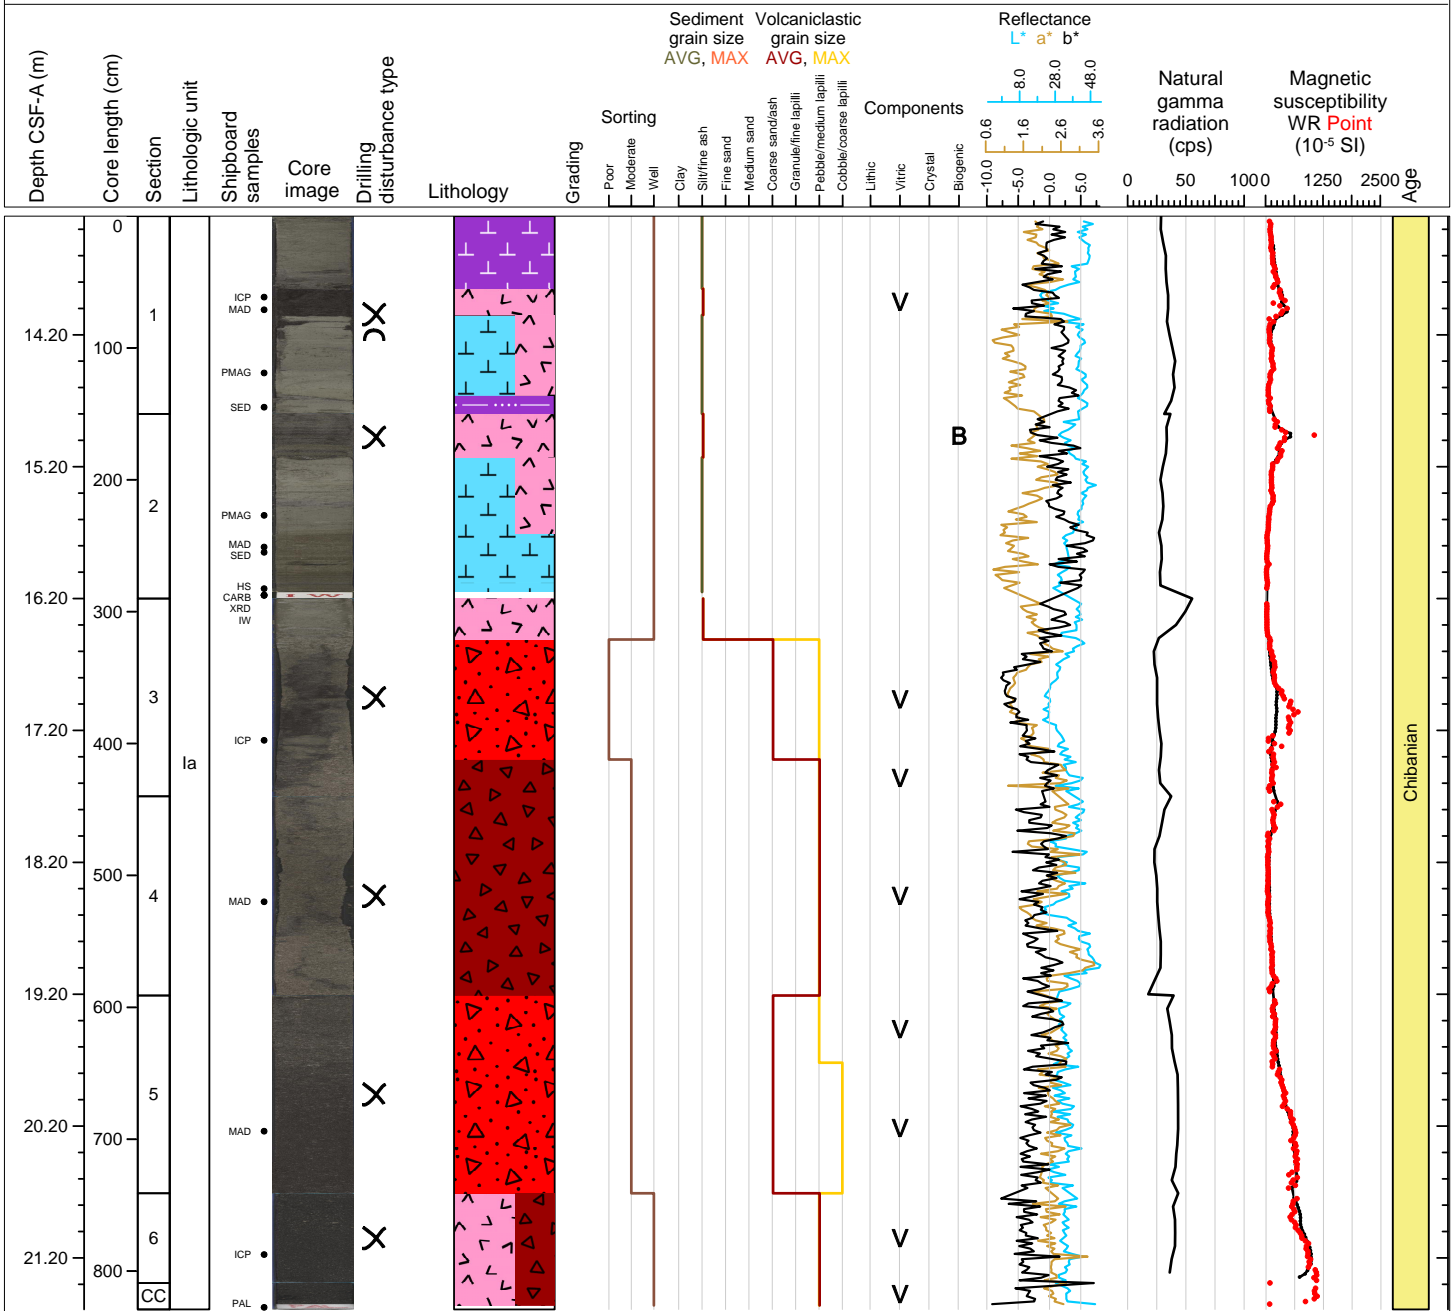 Depth CSF-A (m)
Core length (cm)
Section
Lithologic unit
Shipboard
samples
Core
image
Drilling
disturbance type
Lithology
Grading
Sorting
Poor
Moderate
Well
Sediment
grain size
AVG, MAX
Volcaniclastic
grain size
AVG, MAX
Clay
Silt/fine ash
Fine sand
Medium sand
Coarse sand/ash
Granule/fine lapilli
Pebble/medium lapilli
Cobble/coarse lapilli
Components
Lithic
Vitric
Crystal
Biogenic
Reflectance
L* a* b*
8.0 28.0 48.0
0.6 1.6 2.6 3.6
-10.0 -5.0 0.0 5.0
Natural
gamma
radiation
(cps)
0 50 100
Magnetic
susceptibility
WR Point
(10⁻⁵ SI)
0 1250 2500
Age
14.20
15.20
16.20
17.20
18.20
19.20
20.20
21.20
0
100
200
300
400
500
600
700
800
1
2
3
4
5
6
CC
Ia
ICP
MAD
PMAG
SED
PMAG
MAD
SED
HS
CARB
XRD
IW
ICP
MAD
MAD
ICP
PAL
IW
V
B
V
V
V
V
V
V
V
Chibanian